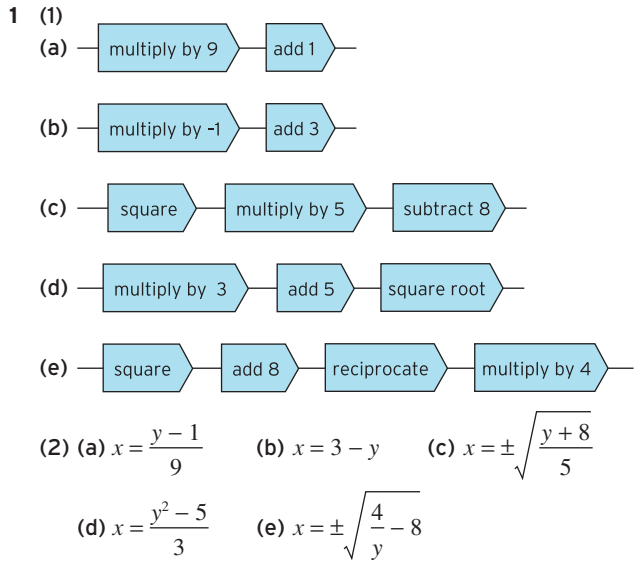 1 (1)
(a) multiply by 9 add 1
(b) multiply by -1 add 3
(c) square multiply by 5 subtract 8
(d) multiply by 3 add 5 square root
(e) square add 8 reciprocate multiply by 4
(2) (a) x = (y − 1)/9 (b) x = 3 − y (c) x = ±√((y + 8)/5)
(d) x = (y² − 5)/3 (e) x = ±√(4/y − 8)